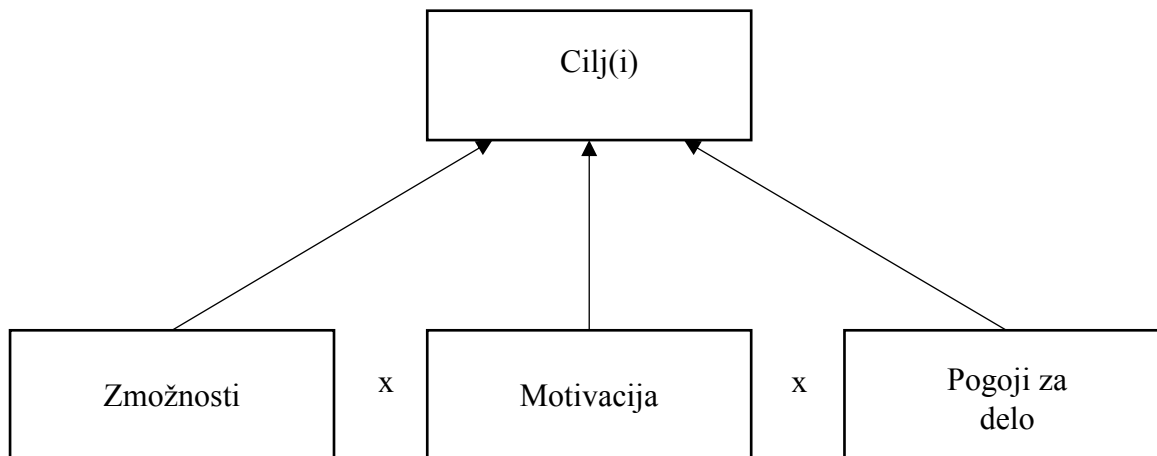 Cilj(i)
Zmožnosti
x
Motivacija
x
Pogoji za
delo